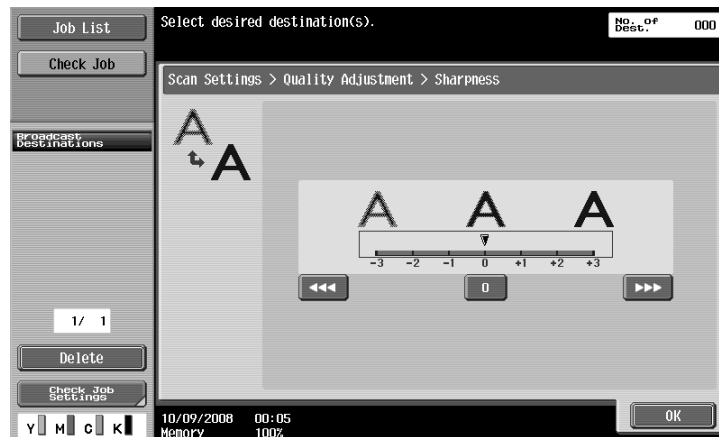 Job List
Check Job
Broadcast
Destinations
1/ 1
Delete
Check Job
Settings
Y M C K
Select desired destination(s).
No. of
Dest.
000
Scan Settings > Quality Adjustment > Sharpness
A
A
A A A
-3 -2 -1 0 +1 +2 +3
0
10/09/2008 00:05
Memory 100%
OK